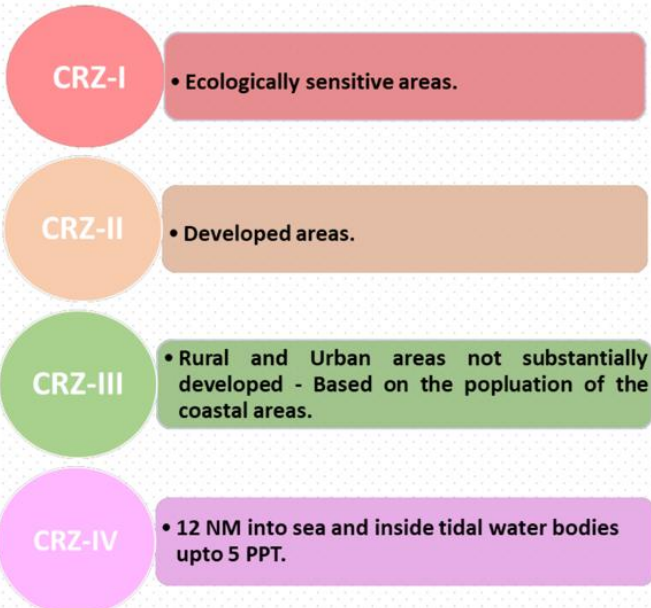 CRZ-I
• Ecologically sensitive areas.
CRZ-II
• Developed areas.
CRZ-III
• Rural and Urban areas not substantially
developed - Based on the popluation of the
coastal areas.
CRZ-IV
• 12 NM into sea and inside tidal water bodies
upto 5 PPT.